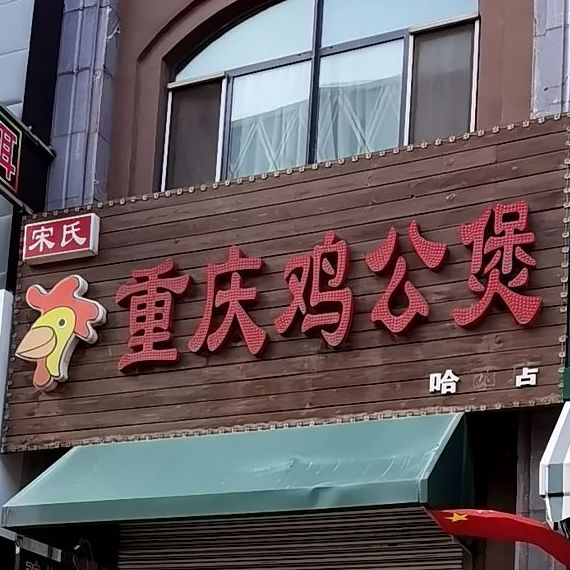 宋氏
重庆鸡公煲
哈 占